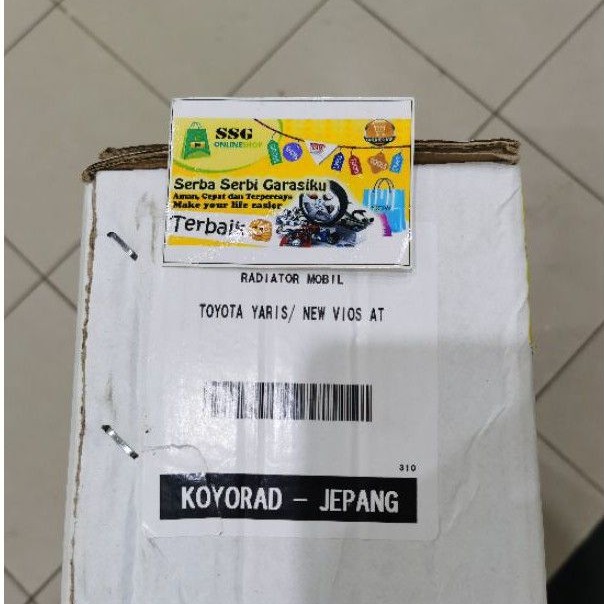 SSG
ONLINESHOP
Serba Serbi Garasiku
Aman, Cepat dan Terpercaya
Make your life easier
Terbaik
RADIATOR MOBIL
TOYOTA YARIS/ NEW VIOS AT
310
KOYORAD – JEPANG